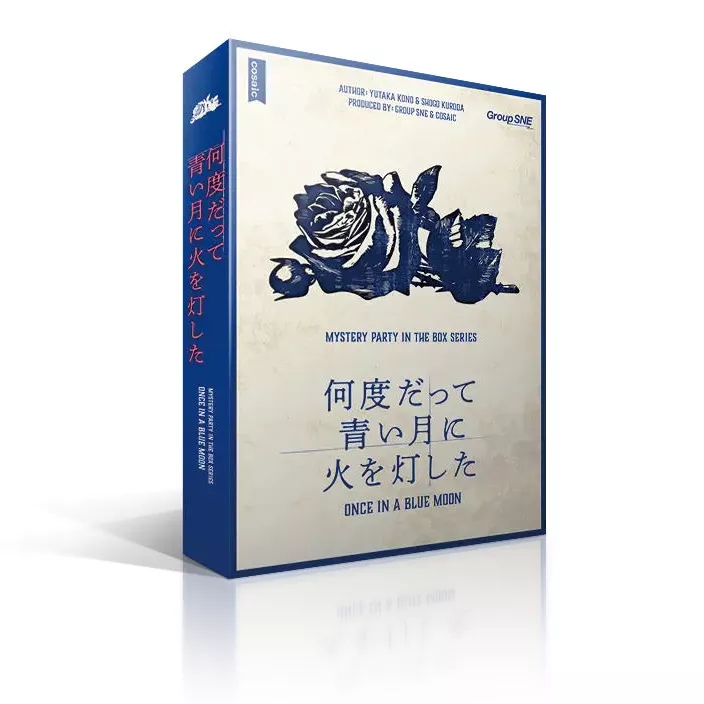 cosaic
AUTHOR: YUTAKA KONO & SHOGO KURODA
PRODUCED BY: GROUP SNE & COSAIC
GroupSNE
MYSTERY PARTY IN THE BOX SERIES
何度だって
青い月に
火を灯した
ONCE IN A BLUE MOON
何度だって
青い月に火を灯した
MYSTERY PARTY IN THE BOX SERIES
ONCE IN A BLUE MOON